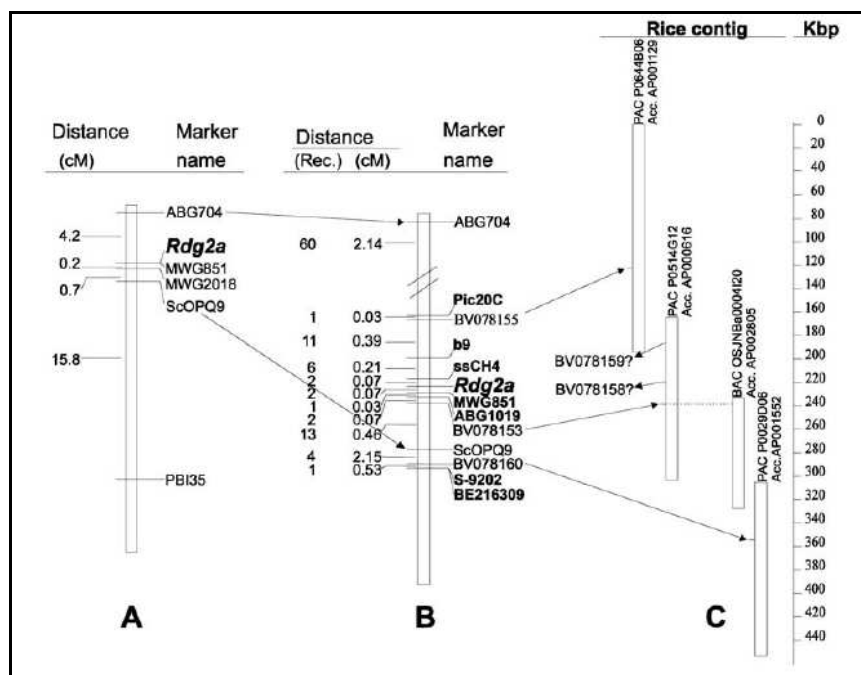 Rice contig
Kbp
PAC P0644B06
Acc. AP001129
Distance
(cM)
Marker
name
Distance
(Rec.) (cM)
Marker
name
ABG704
4.2
Rdg2a
0.2
MWG851
MWG2018
0.7
ScOPQ9
15.8
PBI35
A
ABG704
60 2.14
Pic20C
1 0.03
BV078155
11 0.39
b9
6 0.21
ssCH4
2 0.07
Rdg2a
2 0.07
MWG851
1 0.03
ABG1019
2 0.07
BV078153
13 0.46
ScOPQ9
4 2.15
BV078160
1 0.53
S-9202
BE216309
B
PAC P0514G12
Acc. AP000616
BV078159?
BV078158?
BAC OSJNBa0004I20
Acc. AP002805
PAC P0029D06
Acc.AP001552
C
0
20
40
60
80
100
120
140
160
180
200
220
240
260
280
300
320
340
360
380
400
420
440